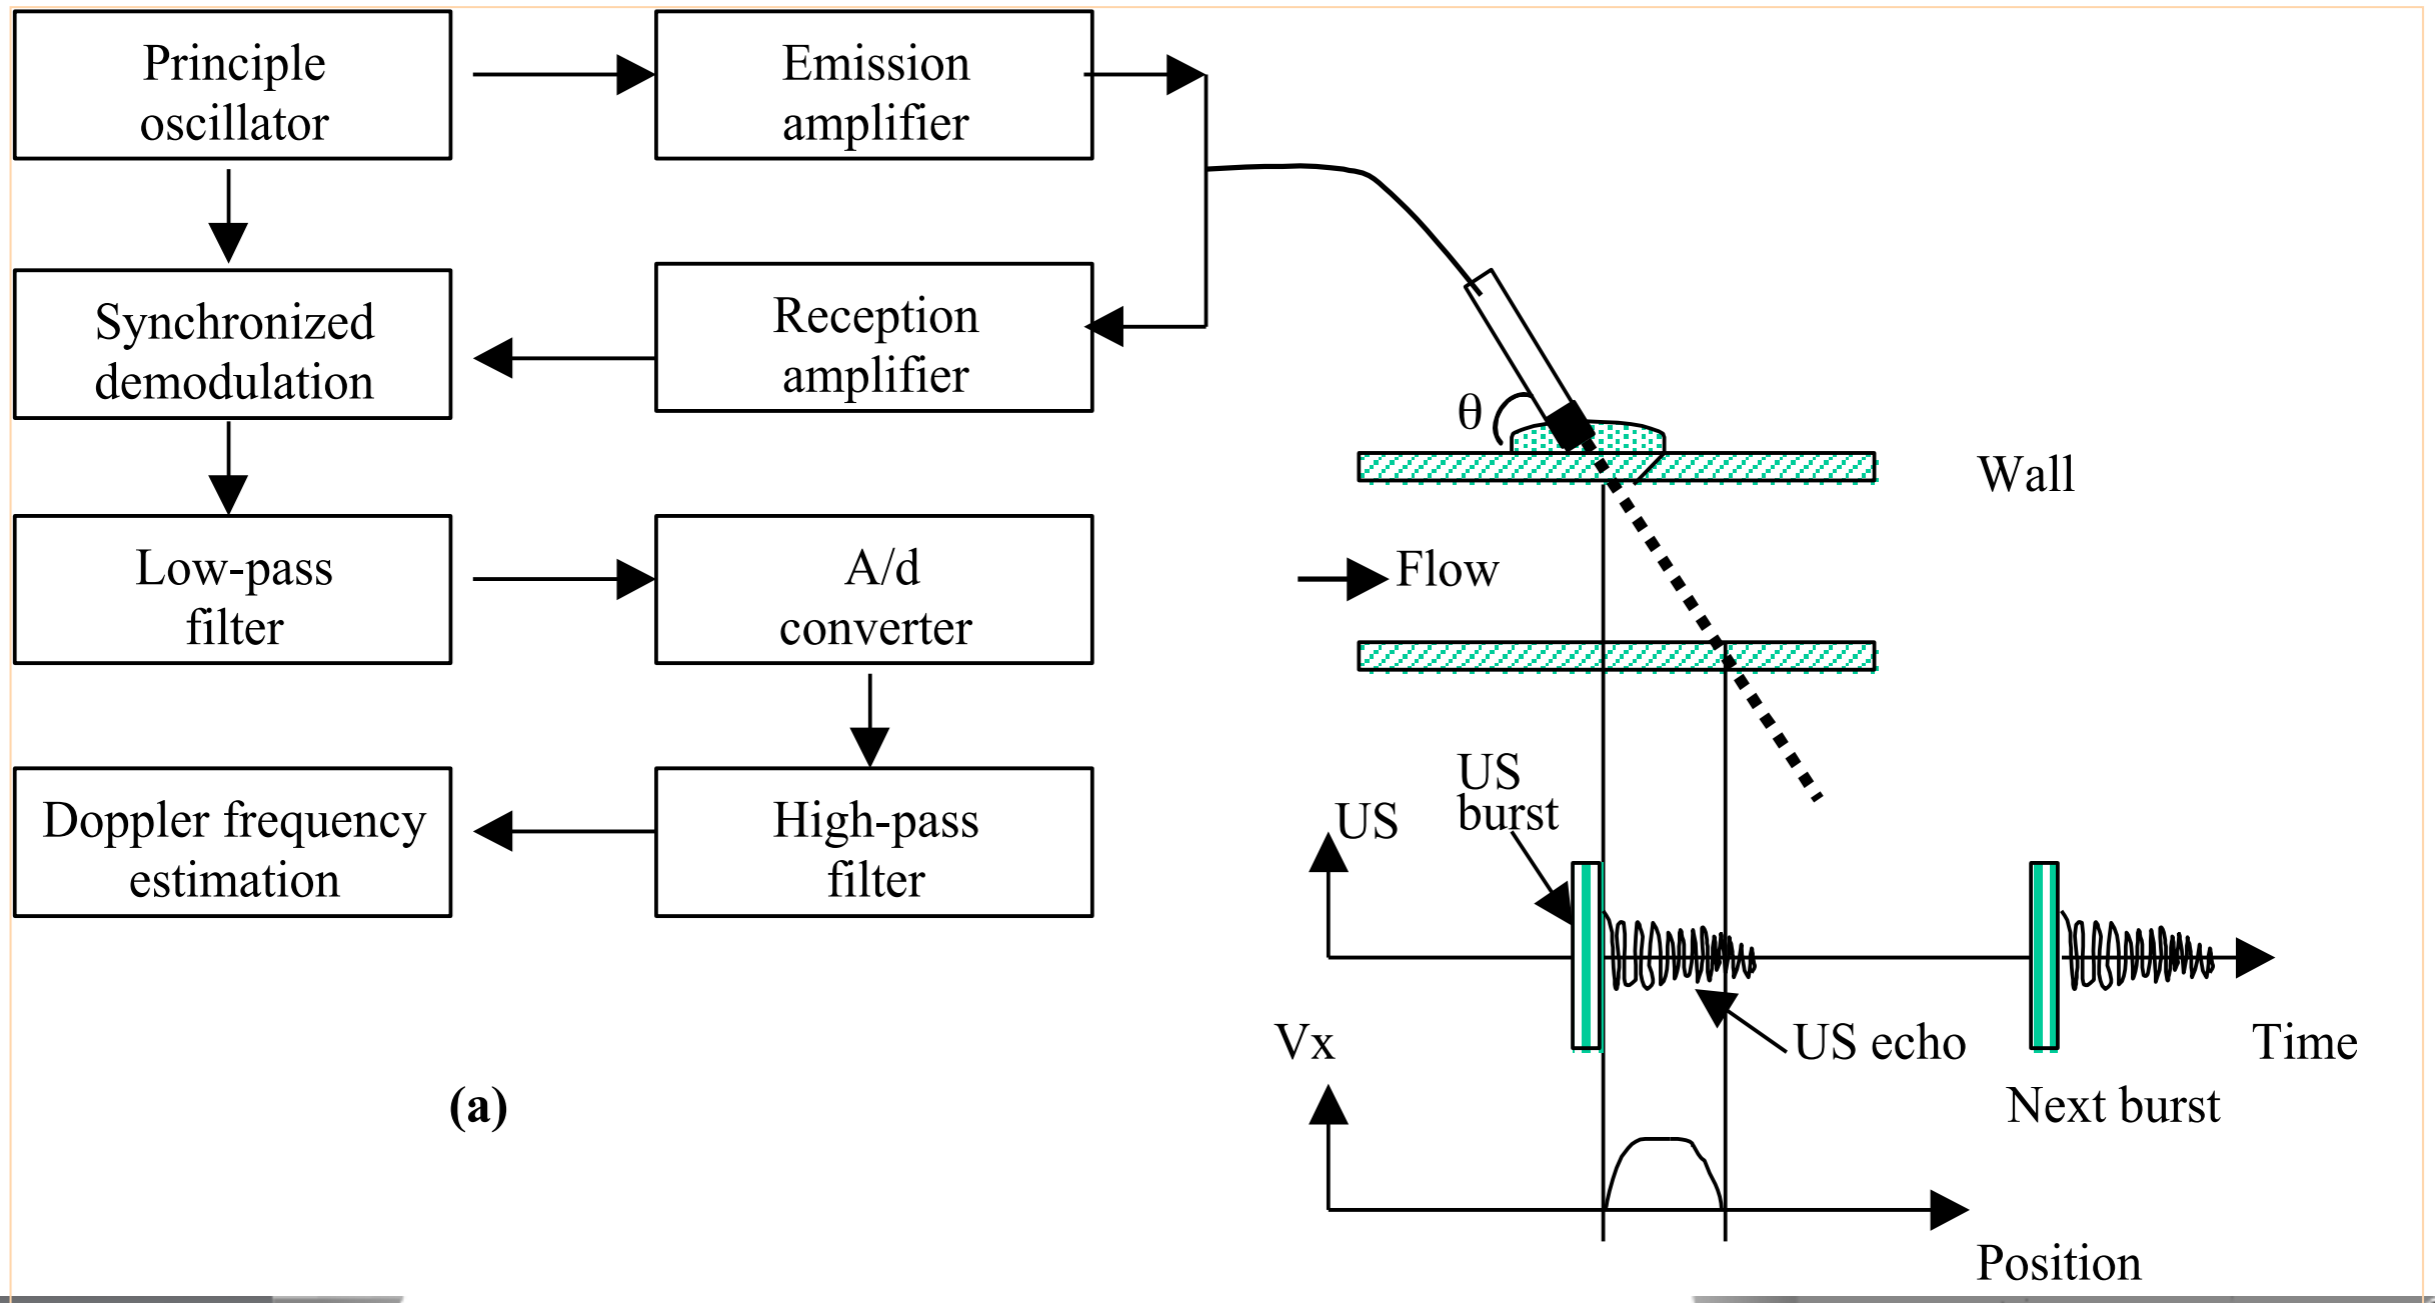 Principle
oscillator
Emission
amplifier
Synchronized
demodulation
Reception
amplifier
θ
Wall
Low-pass
filter
A/d
converter
Flow
Doppler frequency
estimation
High-pass
filter
US
US
burst
Vx
US echo
Time
(a)
Next burst
Position